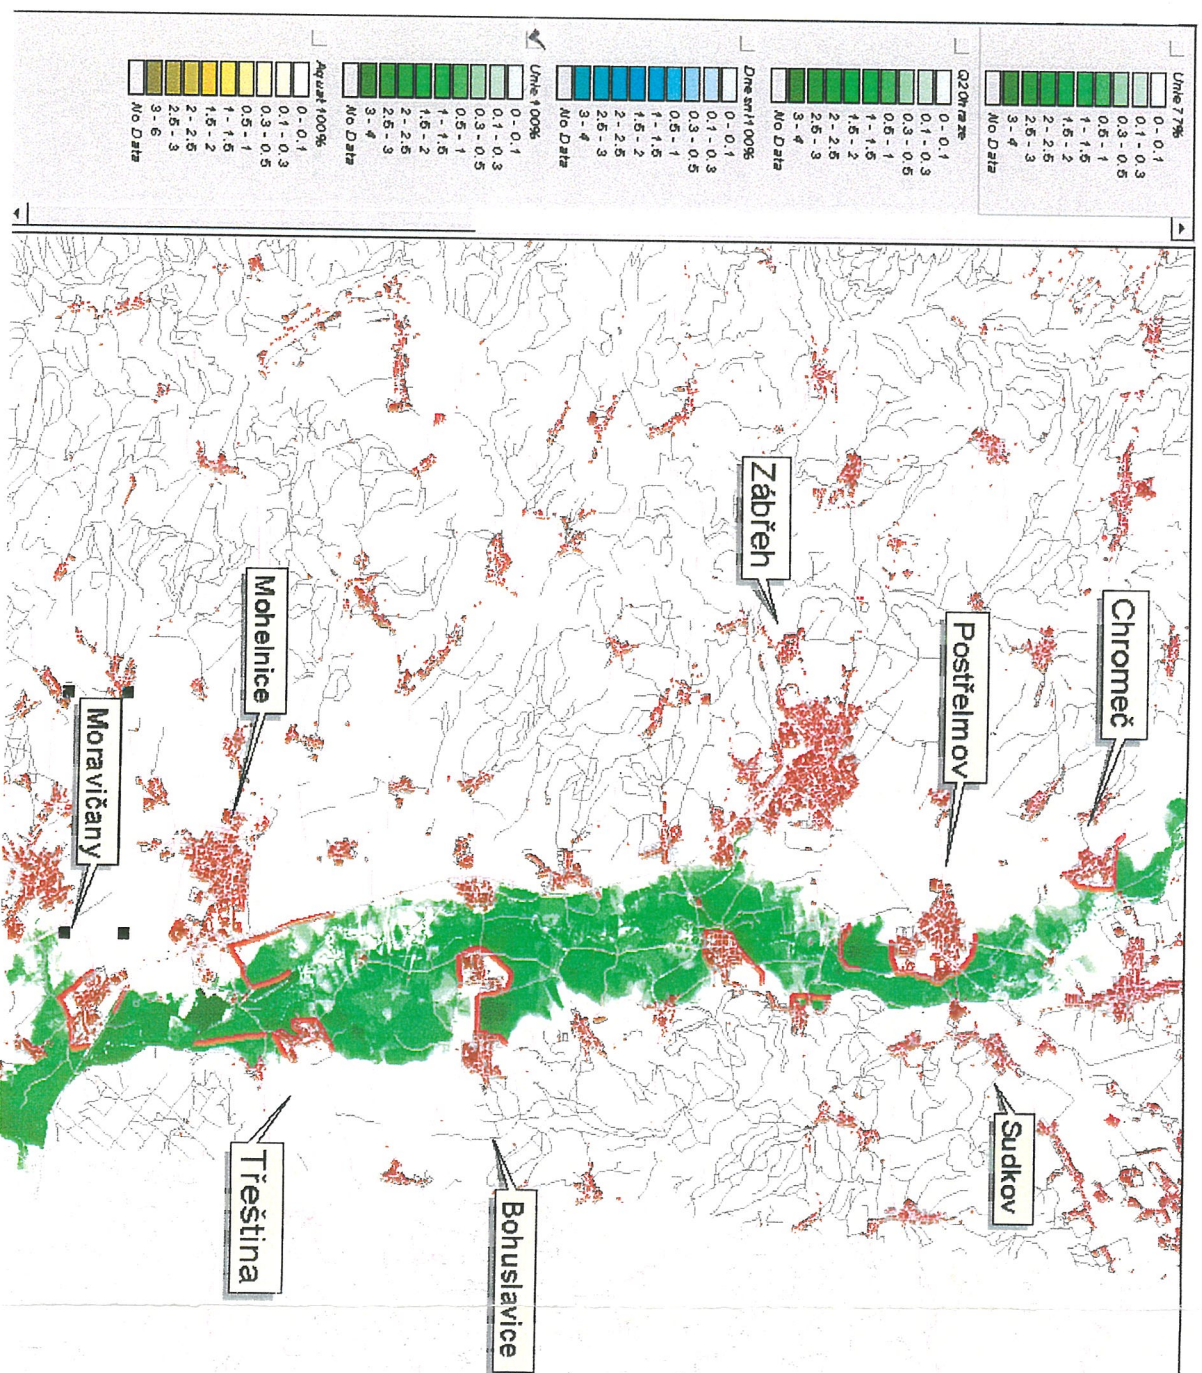 Unie 7%
0 - 0.1
0.1 - 0.3
0.3 - 0.5
0.5 - 1
1 - 1.5
1.5 - 2
2 - 2.5
2.5 - 3
3 - 4
No Data
Q20hraze
0 - 0.1
0.1 - 0.3
0.3 - 0.5
0.5 - 1
1 - 1.5
1.5 - 2
2 - 2.5
2.5 - 3
3 - 4
No Data
Dne
0 - 0.1
0.1 - 0.3
0.3 - 0.5
0.5 - 1
1 - 1.5
1.5 - 2
2 - 2.5
2.5 - 3
3 - 4
No Data
Unie100%
0 - 0.1
0.1 - 0.3
0.3 - 0.5
0.5 - 1
1 - 1.5
1.5 - 2
2 - 2.5
2.5 - 3
3 - 4
No Data
Aquat100%
0 - 0.1
0.1 - 0.3
0.3 - 0.5
0.5 - 1
1 - 1.5
1.5 - 2
2 - 2.5
2.5 - 3
3 - 6
No Data
Chromeč
Sudkov
Postřelmov
Zábřeh
Bohuslavice
Mohelnice
Třeština
Moravičany